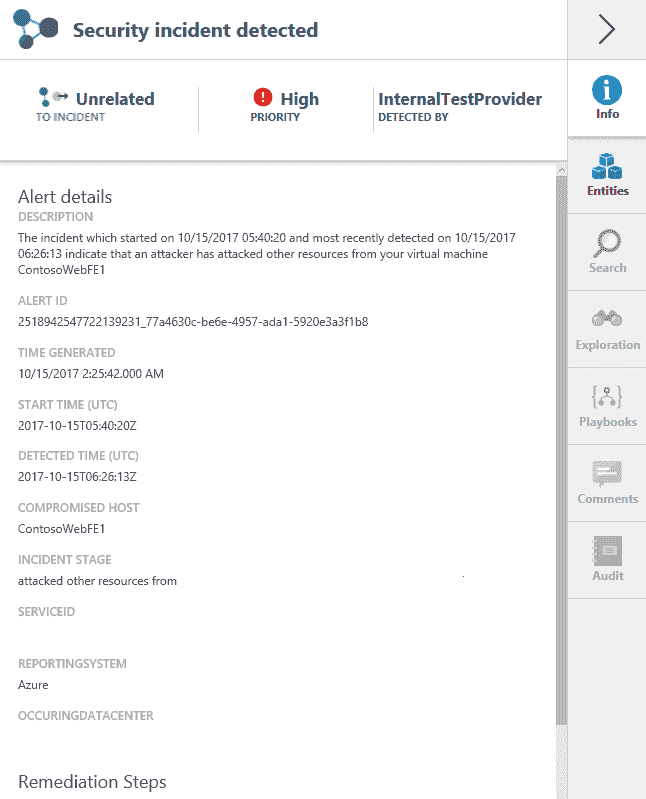 Security incident detected
Unrelated
TO INCIDENT
High
PRIORITY
InternalTestProvider
DETECTED BY
Info
Entities
Search
Exploration
Playbooks
Comments
Audit
Alert details
DESCRIPTION
The incident which started on 10/15/2017 05:40:20 and most recently detected on 10/15/2017
06:26:13 indicate that an attacker has attacked other resources from your virtual machine
ContosoWebFE1
ALERT ID
2518942547722139231_77a4630c-be6e-4957-ada1-5920e3a3f1b8
TIME GENERATED
10/15/2017 2:25:42.000 AM
START TIME (UTC)
2017-10-15T05:40:20Z
DETECTED TIME (UTC)
2017-10-15T06:26:13Z
COMPROMISED HOST
ContosoWebFE1
INCIDENT STAGE
attacked other resources from
SERVICEID
REPORTINGSYSTEM
Azure
OCCURINGDATACENTER
Remediation Steps